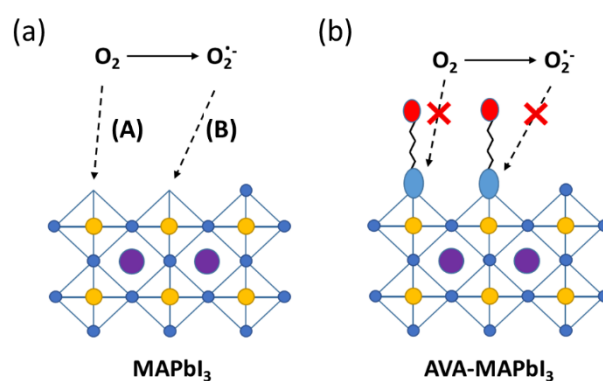 (a)
O₂ → O₂·⁻
(A) (B)
MAPbI₃
(b)
O₂ → O₂·⁻
AVA-MAPbI₃